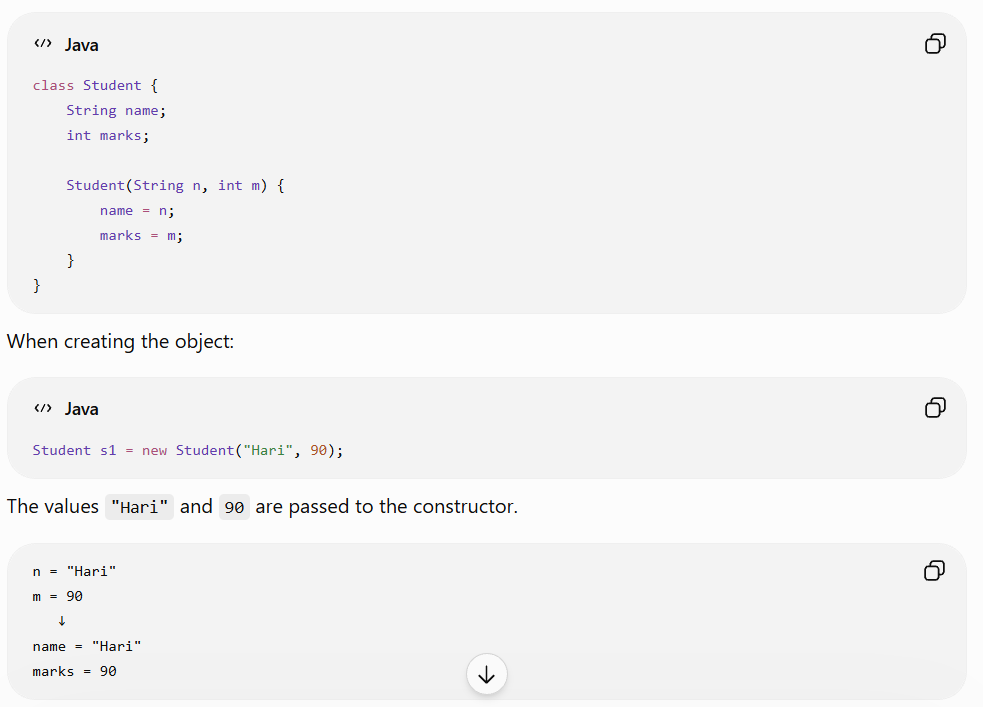 Java
class Student {
    String name;
    int marks;

    Student(String n, int m) {
        name = n;
        marks = m;
    }
}
When creating the object:
Java
Student s1 = new Student("Hari", 90);
The values "Hari" and 90 are passed to the constructor.
n = "Hari"
m = 90
   ↓
name = "Hari"
marks = 90